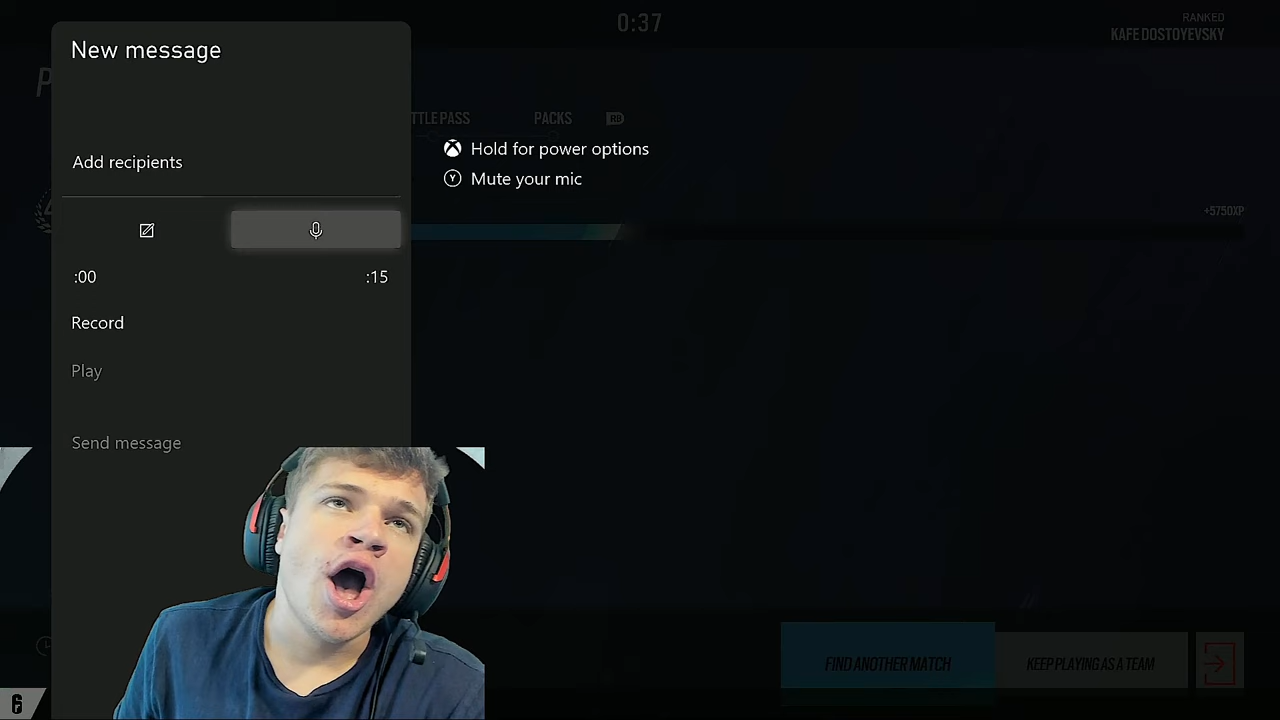 New message
0:37
RANKED
KAFE DOSTOYEVSKY
P
TTLE PASS
PACKS
R6
Hold for power options
Add recipients
Y
Mute your mic
+5750XP
:00
:15
Record
Play
Send message
FIND ANOTHER MATCH
KEEP PLAYING AS A TEAM